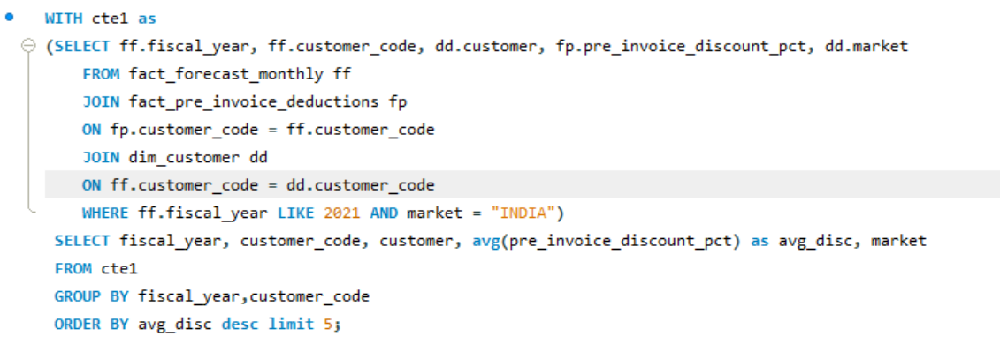 WITH cte1 as
(SELECT ff.fiscal_year, ff.customer_code, dd.customer, fp.pre_invoice_discount_pct, dd.market
FROM fact_forecast_monthly ff
JOIN fact_pre_invoice_deductions fp
ON fp.customer_code = ff.customer_code
JOIN dim_customer dd
ON ff.customer_code = dd.customer_code
WHERE ff.fiscal_year LIKE 2021 AND market = "INDIA")
SELECT fiscal_year, customer_code, customer, avg(pre_invoice_discount_pct) as avg_disc, market
FROM cte1
GROUP BY fiscal_year,customer_code
ORDER BY avg_disc desc limit 5;